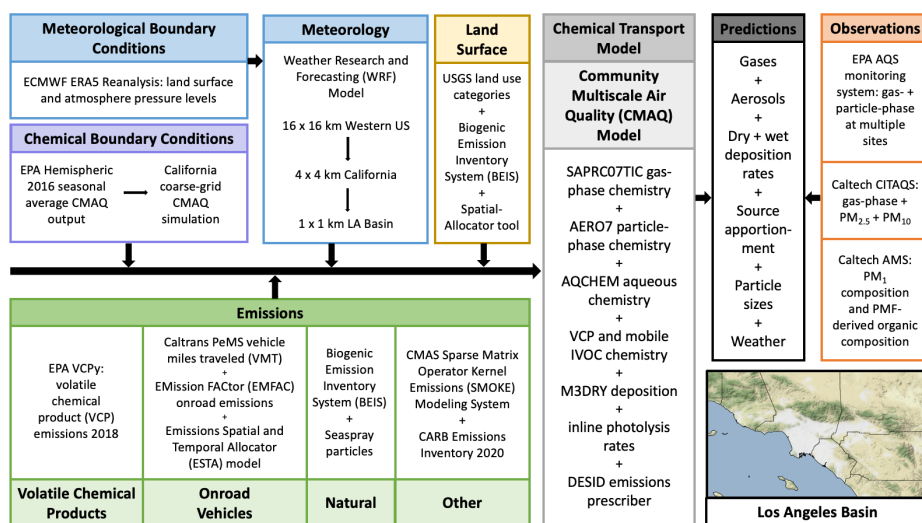 Meteorological Boundary
Conditions
ECMWF ERA5 Reanalysis: land surface
and atmosphere pressure levels
Chemical Boundary Conditions
EPA Hemispheric
2016 seasonal
average CMAQ
output
California
coarse-grid
CMAQ
simulation
Meteorology
Weather Research
and Forecasting (WRF)
Model
16 x 16 km Western US
4 x 4 km California
1 x 1 km LA Basin
Land
Surface
USGS land use
categories
+
Biogenic
Emission
Inventory
System (BEIS)
+
Spatial-
Allocator tool
Emissions
EPA VCPy:
volatile
chemical
product (VCP)
emissions 2018
Volatile Chemical
Products
Caltrans PeMS vehicle
miles traveled (VMT)
+
EMission FACtor (EMFAC)
onroad emissions
+
Emissions Spatial and
Temporal Allocator
(ESTA) model
Onroad
Vehicles
Biogenic
Emission
Inventory
System (BEIS)
+
Seaspray
particles
Natural
CMAS Sparse Matrix
Operator Kernel
Emissions (SMOKE)
Modeling System
+
CARB Emissions
Inventory 2020
Other
Chemical Transport
Model
Community
Multiscale Air
Quality (CMAQ)
Model
SAPRC07TIC gas-
phase chemistry
+
AERO7 particle-
phase chemistry
+
AQCHEM aqueous
chemistry
+
VCP and mobile
IVOC chemistry
+
M3DRY deposition
+
inline photolysis
rates
+
DESID emissions
prescriber
Predictions
Gases
+
Aerosols
+
Dry + wet
deposition
rates
+
Source
apportion-
ment
+
Particle
sizes
+
Weather
Observations
EPA AQS
monitoring
system: gas- +
particle-phase
at multiple
sites
Caltech CITAQS:
gas-phase +
PM2.5 + PM10
Caltech AMS:
PM1
composition
and PMF-
derived organic
composition
Los Angeles Basin